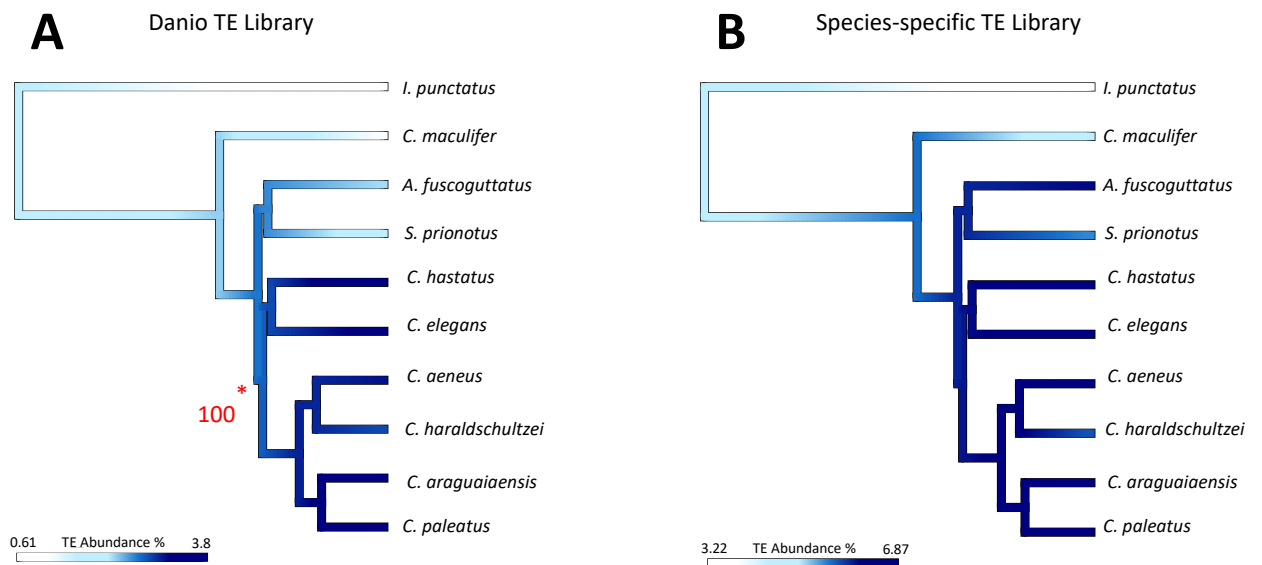 A
Danio TE Library
I. punctatus
C. maculifer
A. fuscoguttatus
S. prionotus
C. hastatus
C. elegans
C. aeneus
C. haraldschultzei
C. araguaiaensis
C. paleatus
*
100
0.61 TE Abundance % 3.8
B
Species-specific TE Library
I. punctatus
C. maculifer
A. fuscoguttatus
S. prionotus
C. hastatus
C. elegans
C. aeneus
C. haraldschultzei
C. araguaiaensis
C. paleatus
3.22 TE Abundance % 6.87